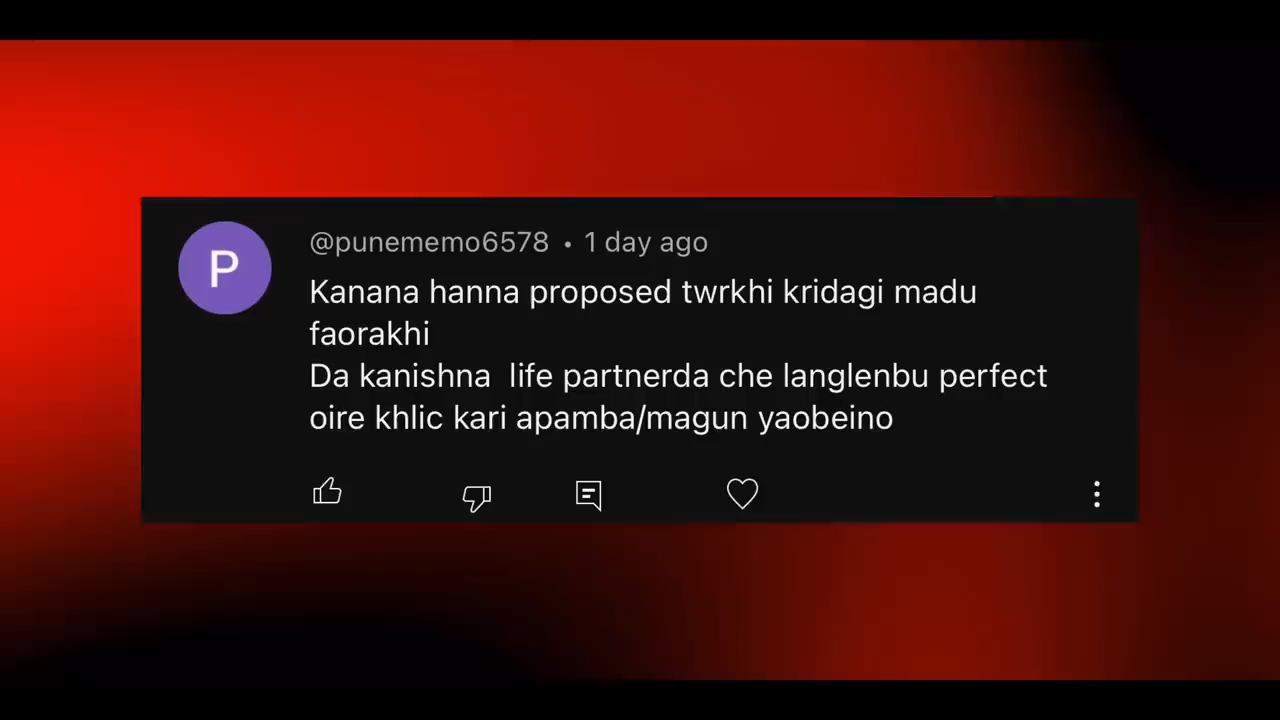 P
@punememo6578 • 1 day ago
Kanana hanna proposed twrkhi kridagi madu
faorakhi
Da kanishna life partnerda che langlenbu perfect
oire khlic kari apamba/magun yaobeino